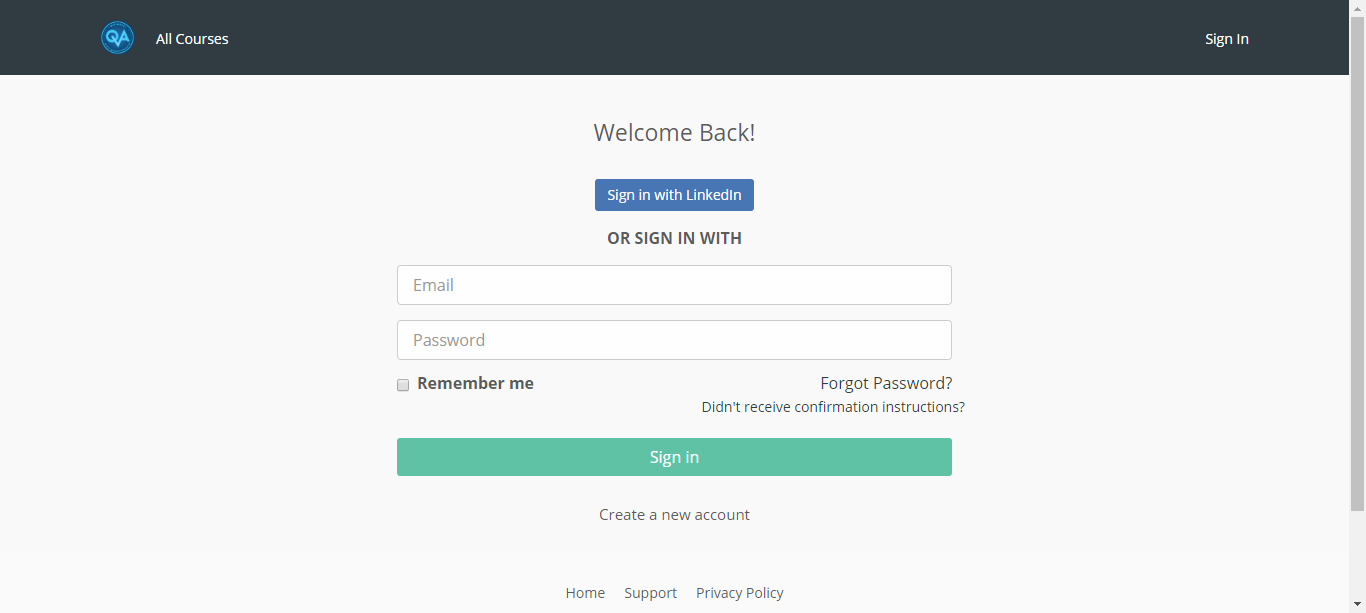 QA All Courses Sign In
Welcome Back!
Sign in with LinkedIn
OR SIGN IN WITH
Email
Password
Remember me Forgot Password?
Didn't receive confirmation instructions?
Sign in
Create a new account
Home Support Privacy Policy